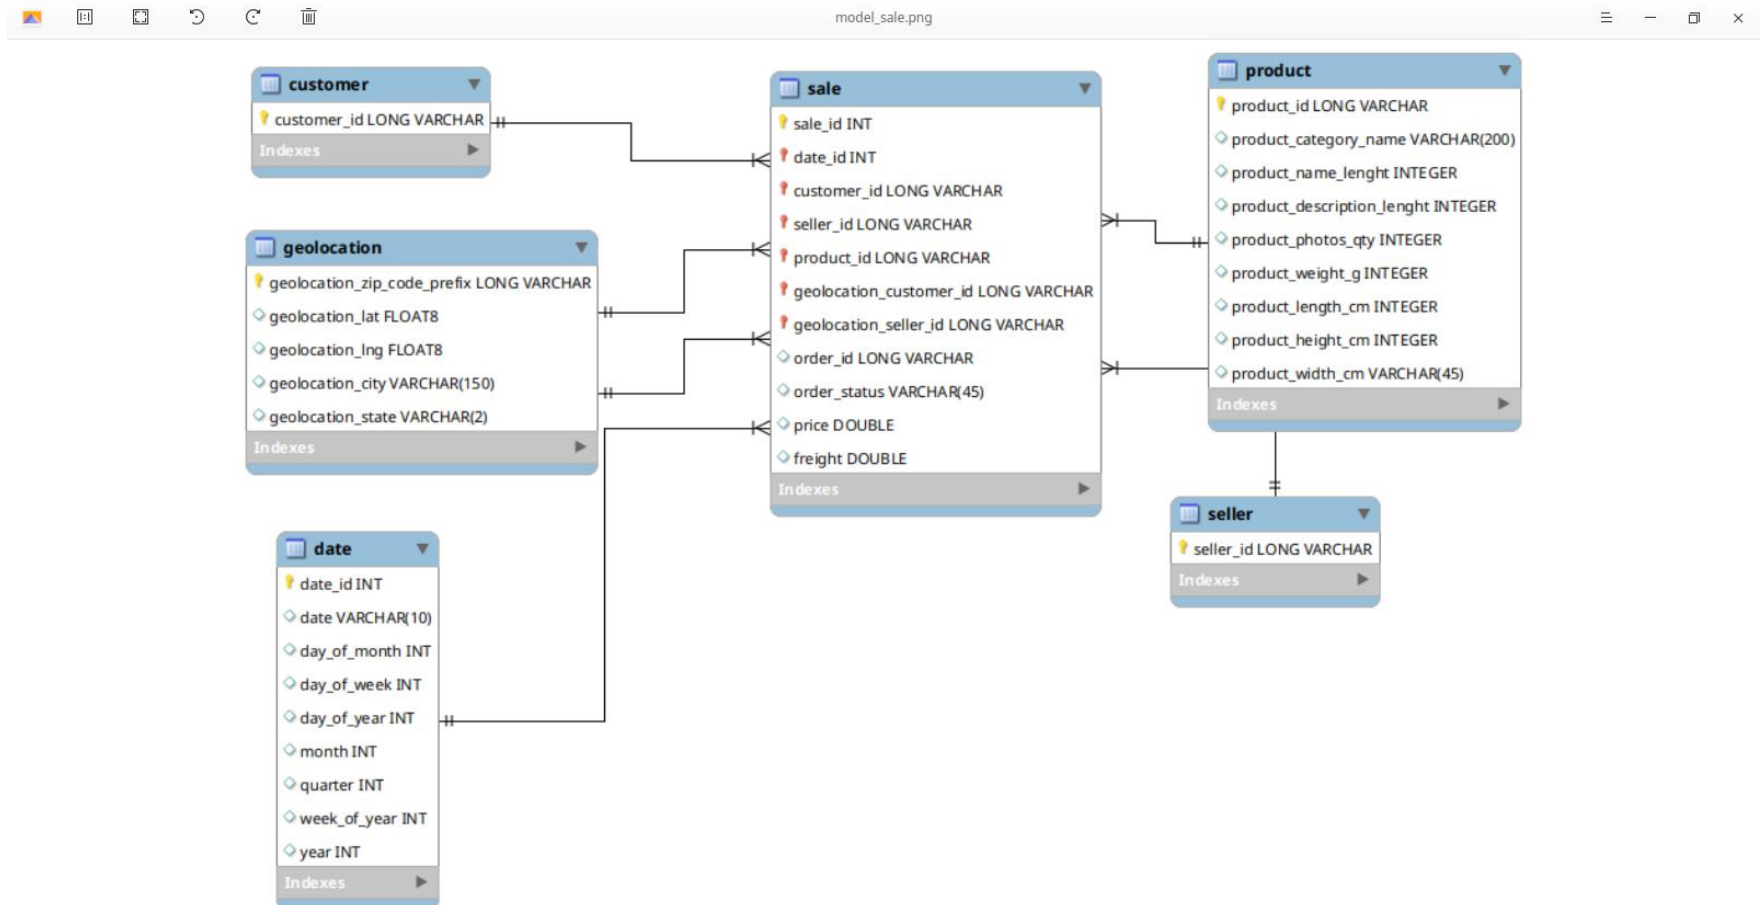 model_sale.png
customer
customer_id LONG VARCHAR
Indexes
geolocation
geolocation_zip_code_prefix LONG VARCHAR
geolocation_lat FLOAT8
geolocation_lng FLOAT8
geolocation_city VARCHAR(150)
geolocation_state VARCHAR(2)
Indexes
date
date_id INT
date VARCHAR(10)
day_of_month INT
day_of_week INT
day_of_year INT
month INT
quarter INT
week_of_year INT
year INT
Indexes
sale
sale_id INT
date_id INT
customer_id LONG VARCHAR
seller_id LONG VARCHAR
product_id LONG VARCHAR
geolocation_customer_id LONG VARCHAR
geolocation_seller_id LONG VARCHAR
order_id LONG VARCHAR
order_status VARCHAR(45)
price DOUBLE
freight DOUBLE
Indexes
product
product_id LONG VARCHAR
product_category_name VARCHAR(200)
product_name_lenght INTEGER
product_description_lenght INTEGER
product_photos_qty INTEGER
product_weight_g INTEGER
product_length_cm INTEGER
product_height_cm INTEGER
product_width_cm VARCHAR(45)
Indexes
seller
seller_id LONG VARCHAR
Indexes